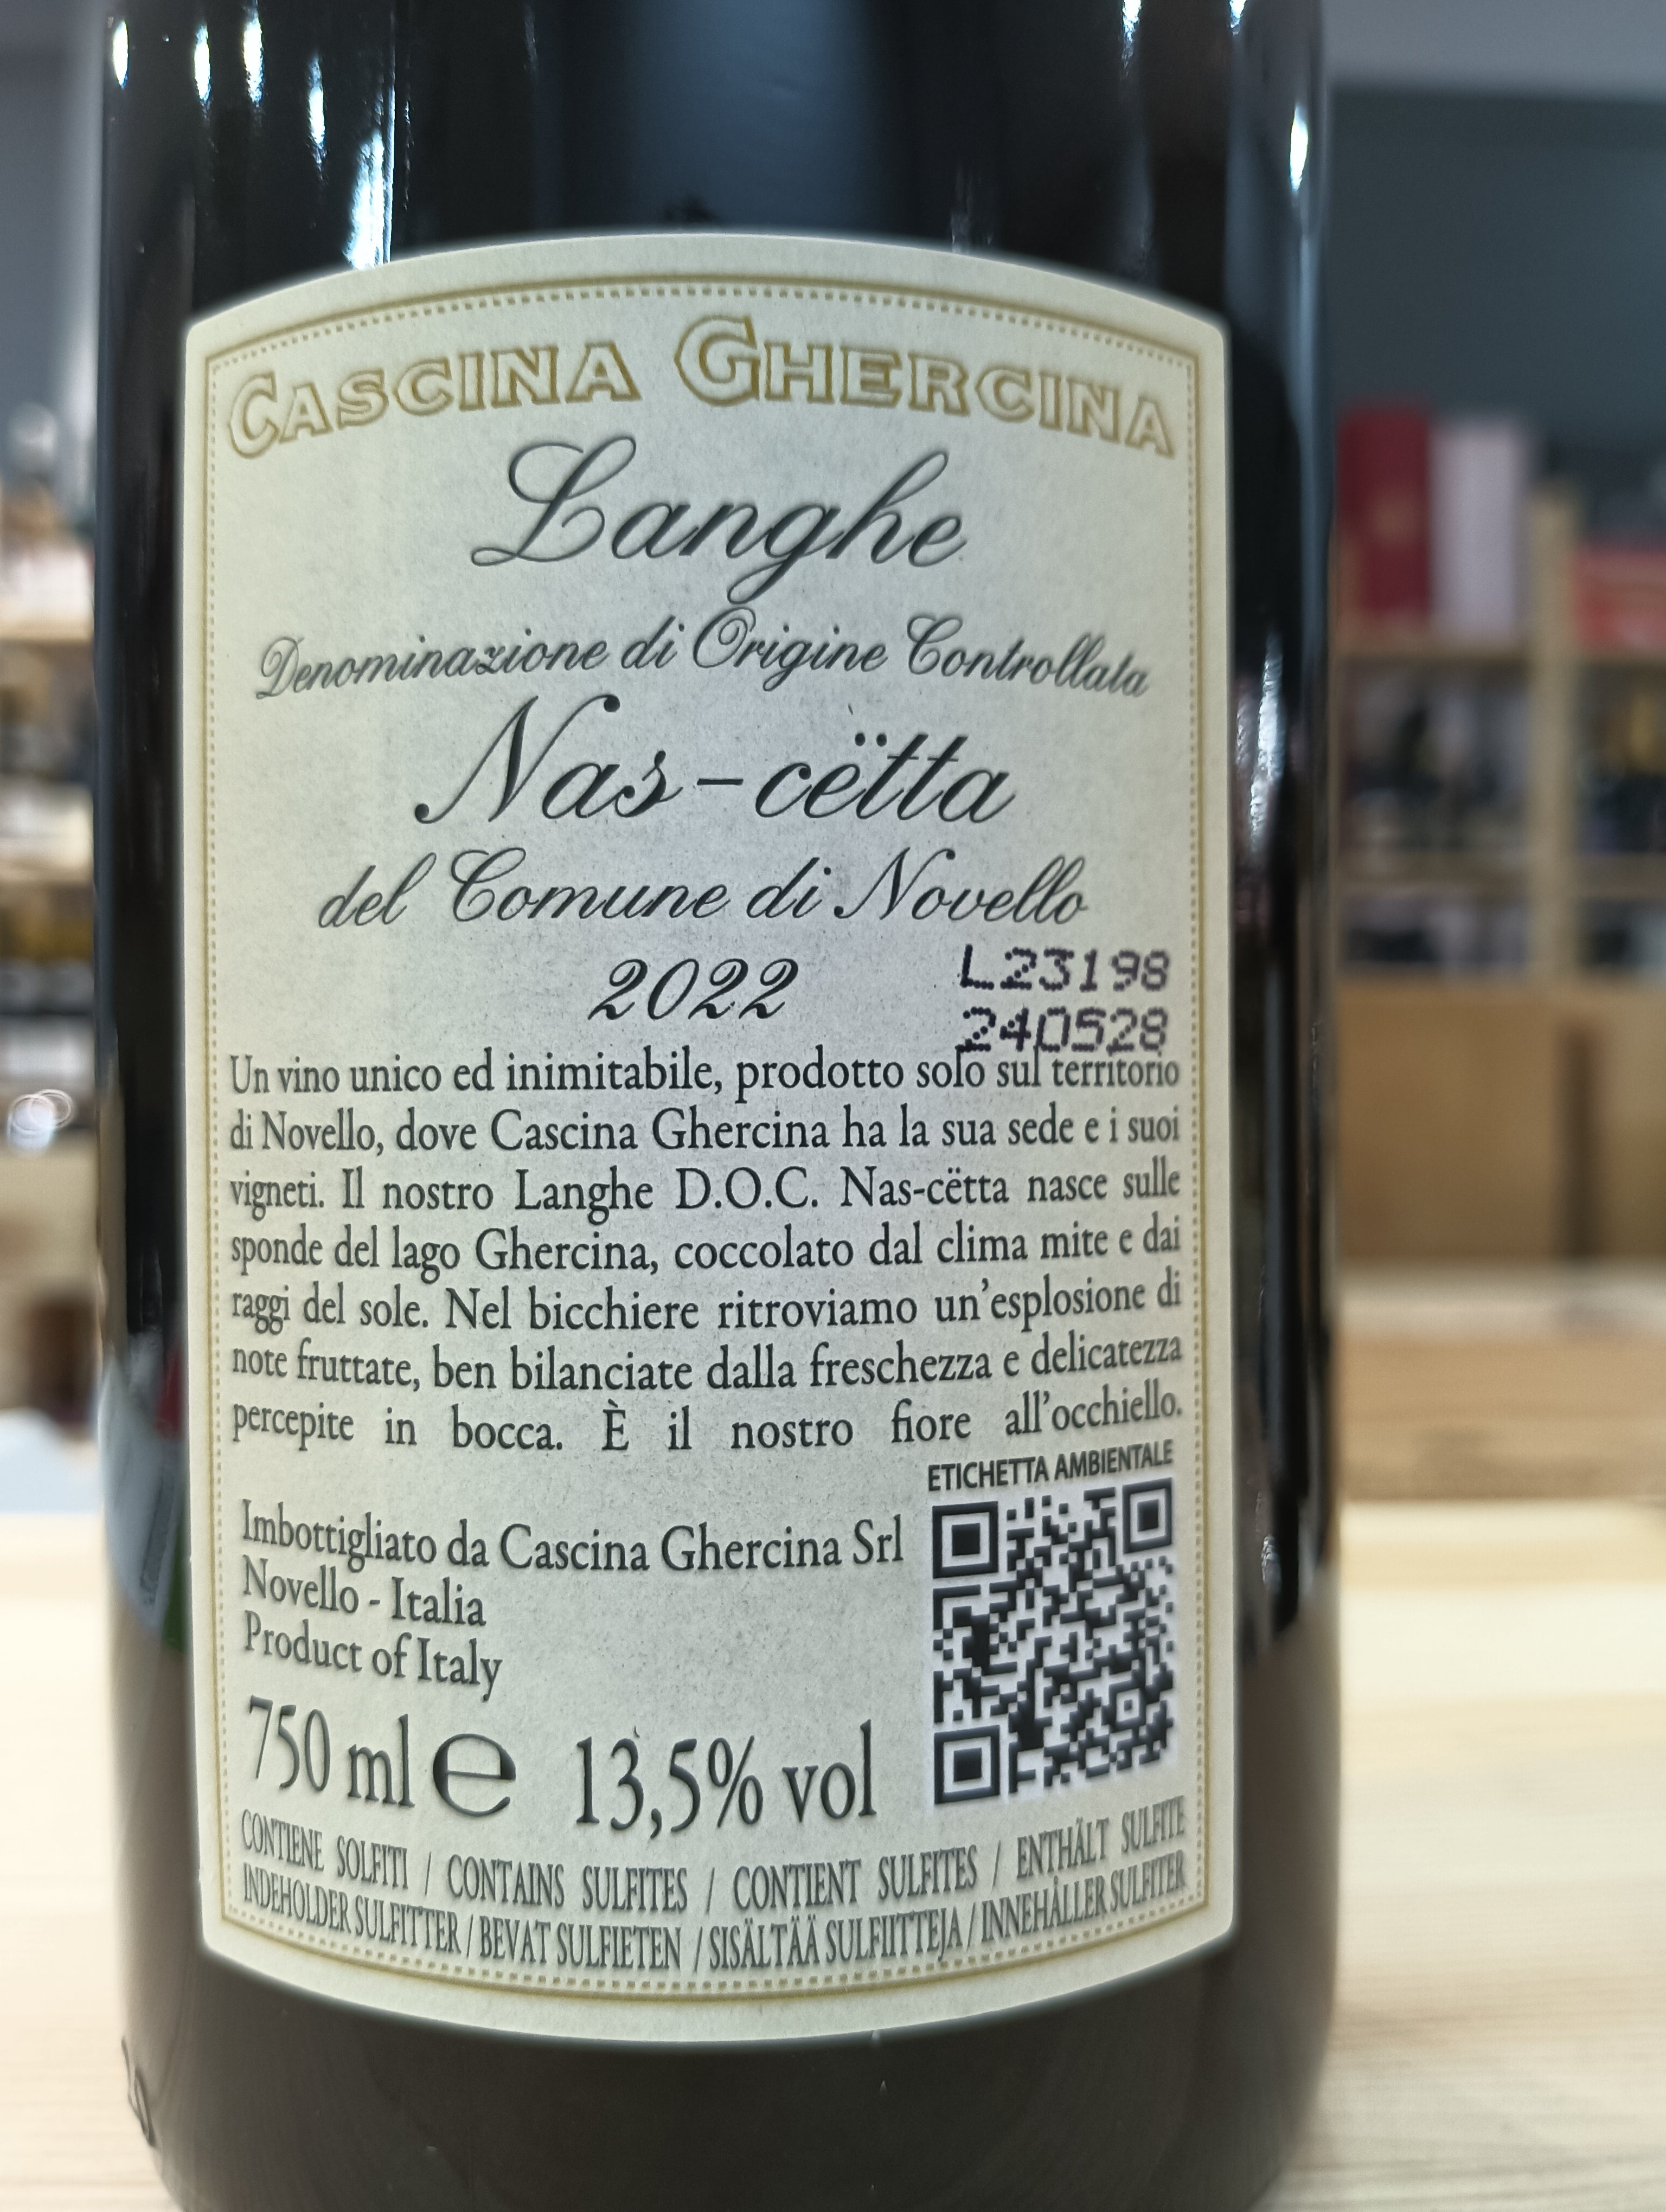 CASCINA GHERCINA
Langhe
Denominazione di Origine Controllata
Nas-cëtta
del Comune di Novello
2022
L23198
240528
Un vino unico ed inimitabile, prodotto solo sul territorio
di Novello, dove Cascina Ghercina ha la sua sede e i suoi
vigneti. Il nostro Langhe D.O.C. Nas-cëtta nasce sulle
sponde del lago Ghercina, coccolato dal clima mite e dai
raggi del sole. Nel bicchiere ritroviamo un'esplosione di
note fruttate, ben bilanciate dalla freschezza e delicatezza
percepite in bocca. È il nostro fiore all'occhiello.
ETICHETTA AMBIENTALE
Imbottigliato da Cascina Ghercina Srl
Novello - Italia
Product of Italy
750 ml e 13,5% vol
CONTIENE SOLFITI / CONTAINS SULFITES / CONTIENT SULFITES / ENTHÄLT SULFITE
INDEHOLDER SULFITTER / BEVAT SULFIETEN / SISÄLTÄÄ SULFIITTEJA / INNEHÅLLER SULFITER